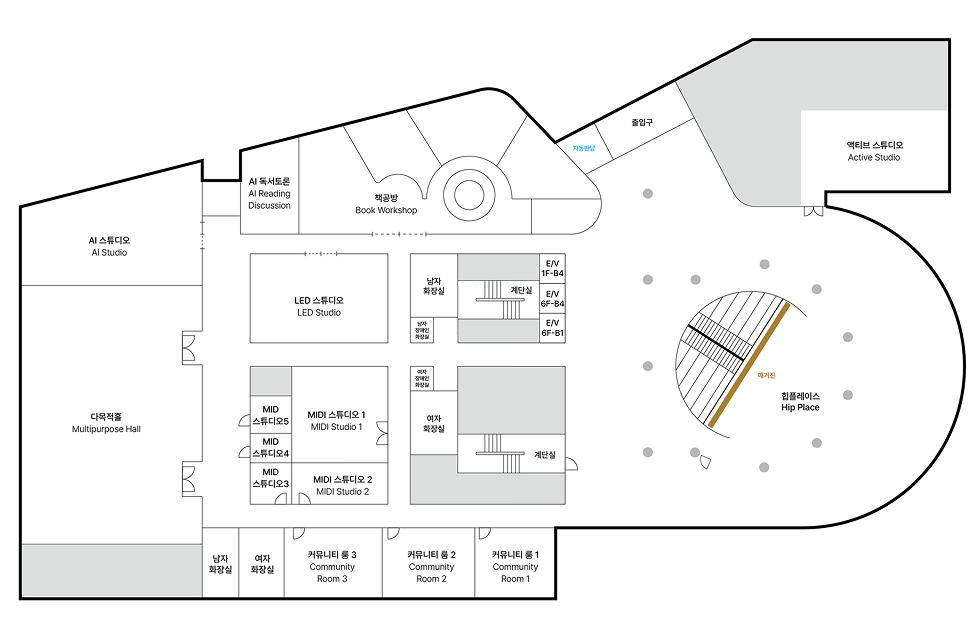 출입구
자동반납
액티브 스튜디오
Active Studio
AI 독서토론
AI Reading
Discussion
책공방
Book Workshop
AI 스튜디오
AI Studio
LED 스튜디오
LED Studio
남자
화장실
남자
장애인
화장실
계단실
E/V
1F-B4
E/V
6F-B4
E/V
6F-B1
매거진
힙플레이스
Hip Place
다목적홀
Multipurpose Hall
MID
스튜디오5
MID
스튜디오4
MID
스튜디오3
MIDI 스튜디오 1
MIDI Studio 1
MIDI 스튜디오 2
MIDI Studio 2
여자
장애인
화장실
여자
화장실
계단실
남자
화장실
여자
화장실
커뮤니티 룸 3
Community
Room 3
커뮤니티 룸 2
Community
Room 2
커뮤니티 룸 1
Community
Room 1